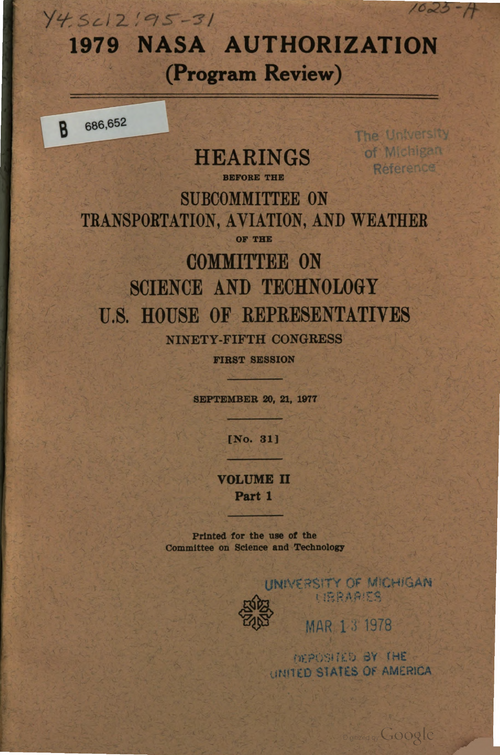 Y4.Sci2:95-31
1025-A
1979 NASA AUTHORIZATION
(Program Review)
B 686,652
The University
of Michigan
Reference
HEARINGS
BEFORE THE
SUBCOMMITTEE ON
TRANSPORTATION, AVIATION, AND WEATHER
OF THE
COMMITTEE ON
SCIENCE AND TECHNOLOGY
U.S. HOUSE OF REPRESENTATIVES
NINETY-FIFTH CONGRESS
FIRST SESSION
SEPTEMBER 20, 21, 1977
[No. 31]
VOLUME II
Part 1
Printed for the use of the
Committee on Science and Technology
UNIVERSITY OF MICHIGAN
LIBRARIES
MAR 13 1978
DEPOSITED BY THE
UNITED STATES OF AMERICA
Google